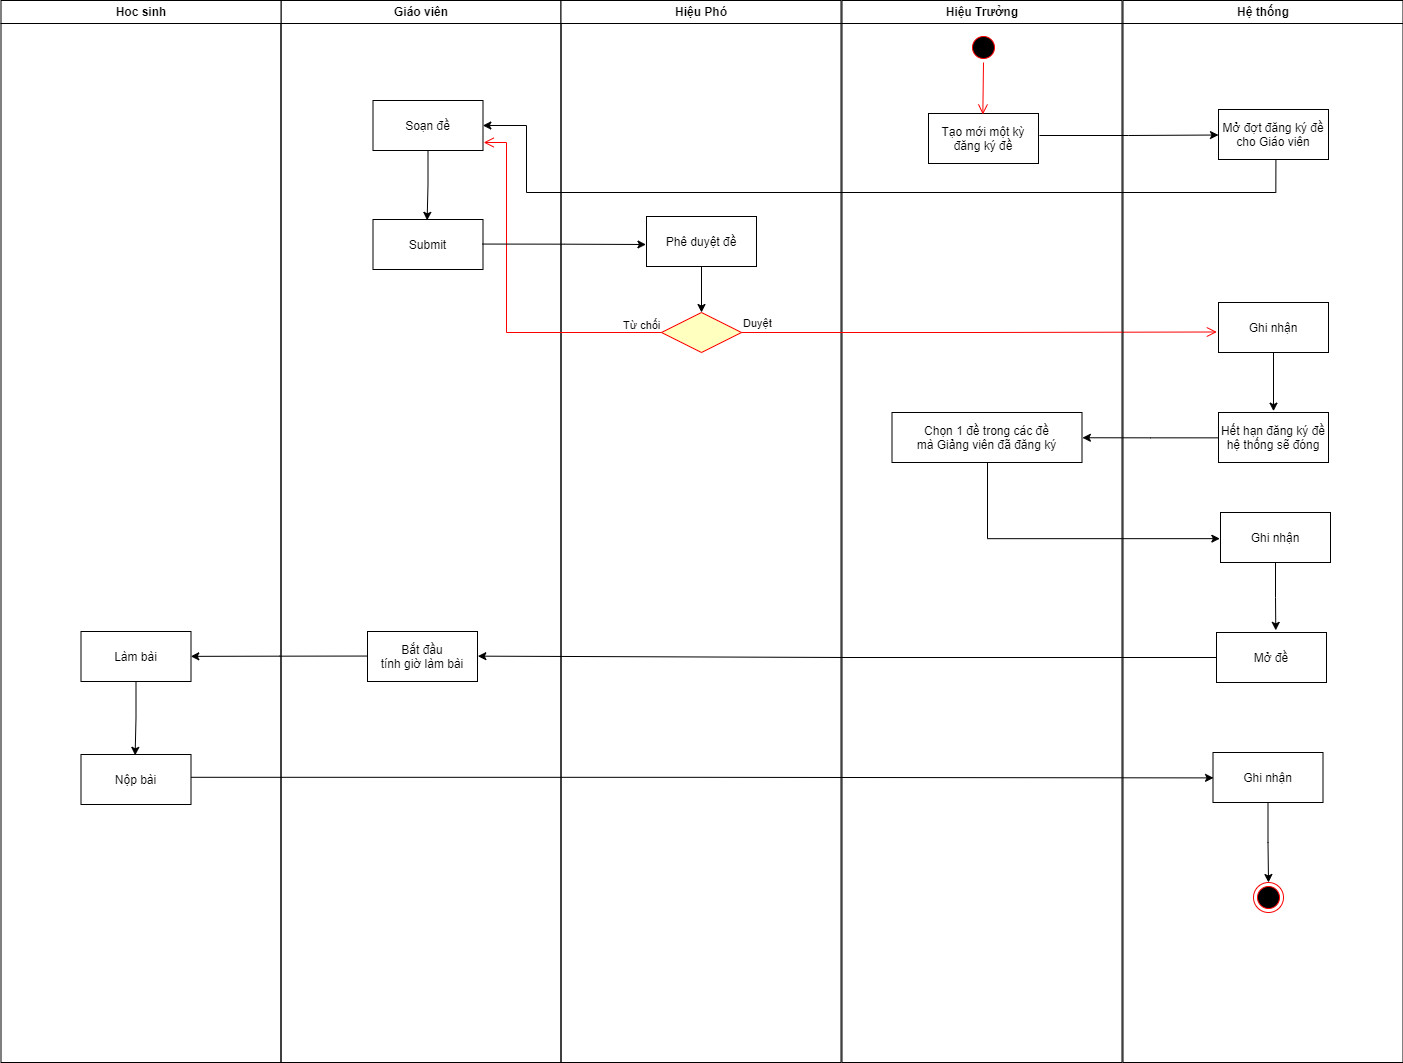 Hoc sinh
Giáo viên
Hiệu Phó
Hiệu Trưởng
Hệ thống
Soạn đề
Tạo mới một kỳ
đăng ký đề
Mở đợt đăng ký đề
cho Giáo viên
Submit
Phê duyệt đề
Từ chối
Duyệt
Ghi nhận
Chọn 1 đề trong các đề
mà Giảng viên đã đăng ký
Hết hạn đăng ký đề
hệ thống sẽ đóng
Ghi nhận
Làm bài
Bắt đầu
tính giờ làm bài
Mở đề
Nộp bài
Ghi nhận